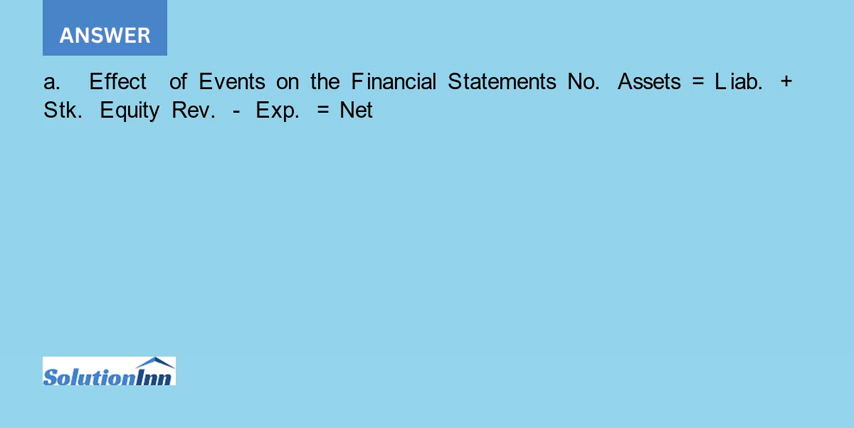 ANSWER
a. Effect of Events on the Financial Statements No. Assets = Liab. +
Stk. Equity Rev. - Exp. = Net
SolutionInn